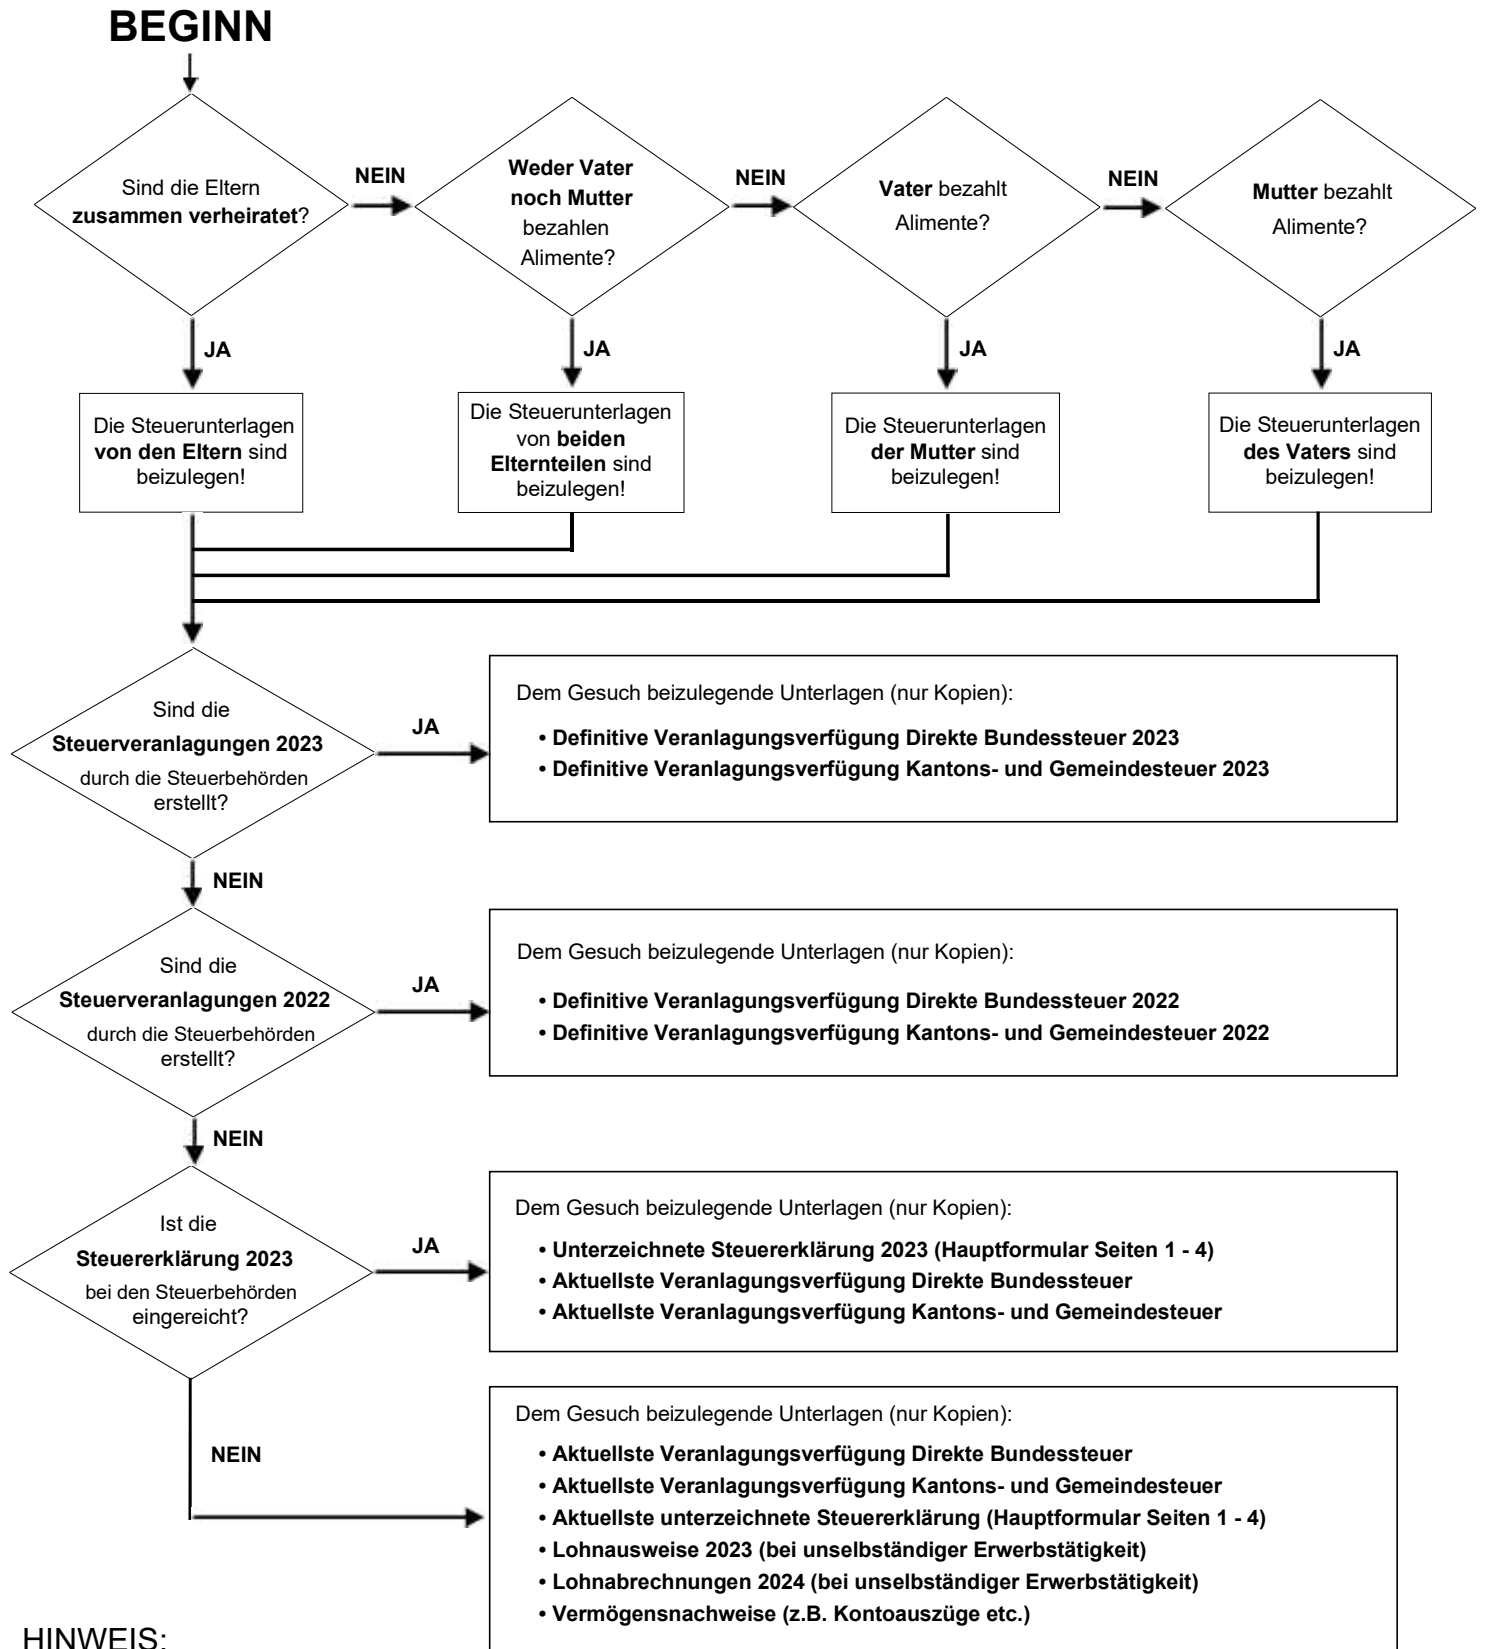 BEGINN
Sind die Eltern
zusammen verheiratet?
NEIN
Weder Vater
noch Mutter
bezahlen
Alimente?
NEIN
Vater bezahlt
Alimente?
NEIN
Mutter bezahlt
Alimente?
JA
JA
JA
JA
Die Steuerunterlagen
von den Eltern sind
beizulegen!
Die Steuerunterlagen
von beiden
Elternteilen sind
beizulegen!
Die Steuerunterlagen
der Mutter sind
beizulegen!
Die Steuerunterlagen
des Vaters sind
beizulegen!
Sind die
Steuerveranlagungen 2023
durch die Steuerbehörden
erstellt?
JA
Dem Gesuch beizulegende Unterlagen (nur Kopien):
• Definitive Veranlagungsverfügung Direkte Bundessteuer 2023
• Definitive Veranlagungsverfügung Kantons- und Gemeindesteuer 2023
NEIN
Sind die
Steuerveranlagungen 2022
durch die Steuerbehörden
erstellt?
JA
Dem Gesuch beizulegende Unterlagen (nur Kopien):
• Definitive Veranlagungsverfügung Direkte Bundessteuer 2022
• Definitive Veranlagungsverfügung Kantons- und Gemeindesteuer 2022
NEIN
Ist die
Steuererklärung 2023
bei den Steuerbehörden
eingereicht?
JA
Dem Gesuch beizulegende Unterlagen (nur Kopien):
• Unterzeichnete Steuererklärung 2023 (Hauptformular Seiten 1 - 4)
• Aktuellste Veranlagungsverfügung Direkte Bundessteuer
• Aktuellste Veranlagungsverfügung Kantons- und Gemeindesteuer
NEIN
Dem Gesuch beizulegende Unterlagen (nur Kopien):
• Aktuellste Veranlagungsverfügung Direkte Bundessteuer
• Aktuellste Veranlagungsverfügung Kantons- und Gemeindesteuer
• Aktuellste unterzeichnete Steuererklärung (Hauptformular Seiten 1 - 4)
• Lohnausweise 2023 (bei unselbständiger Erwerbstätigkeit)
• Lohnabrechnungen 2024 (bei unselbständiger Erwerbstätigkeit)
• Vermögensnachweise (z.B. Kontoauszüge etc.)
HINWEIS: